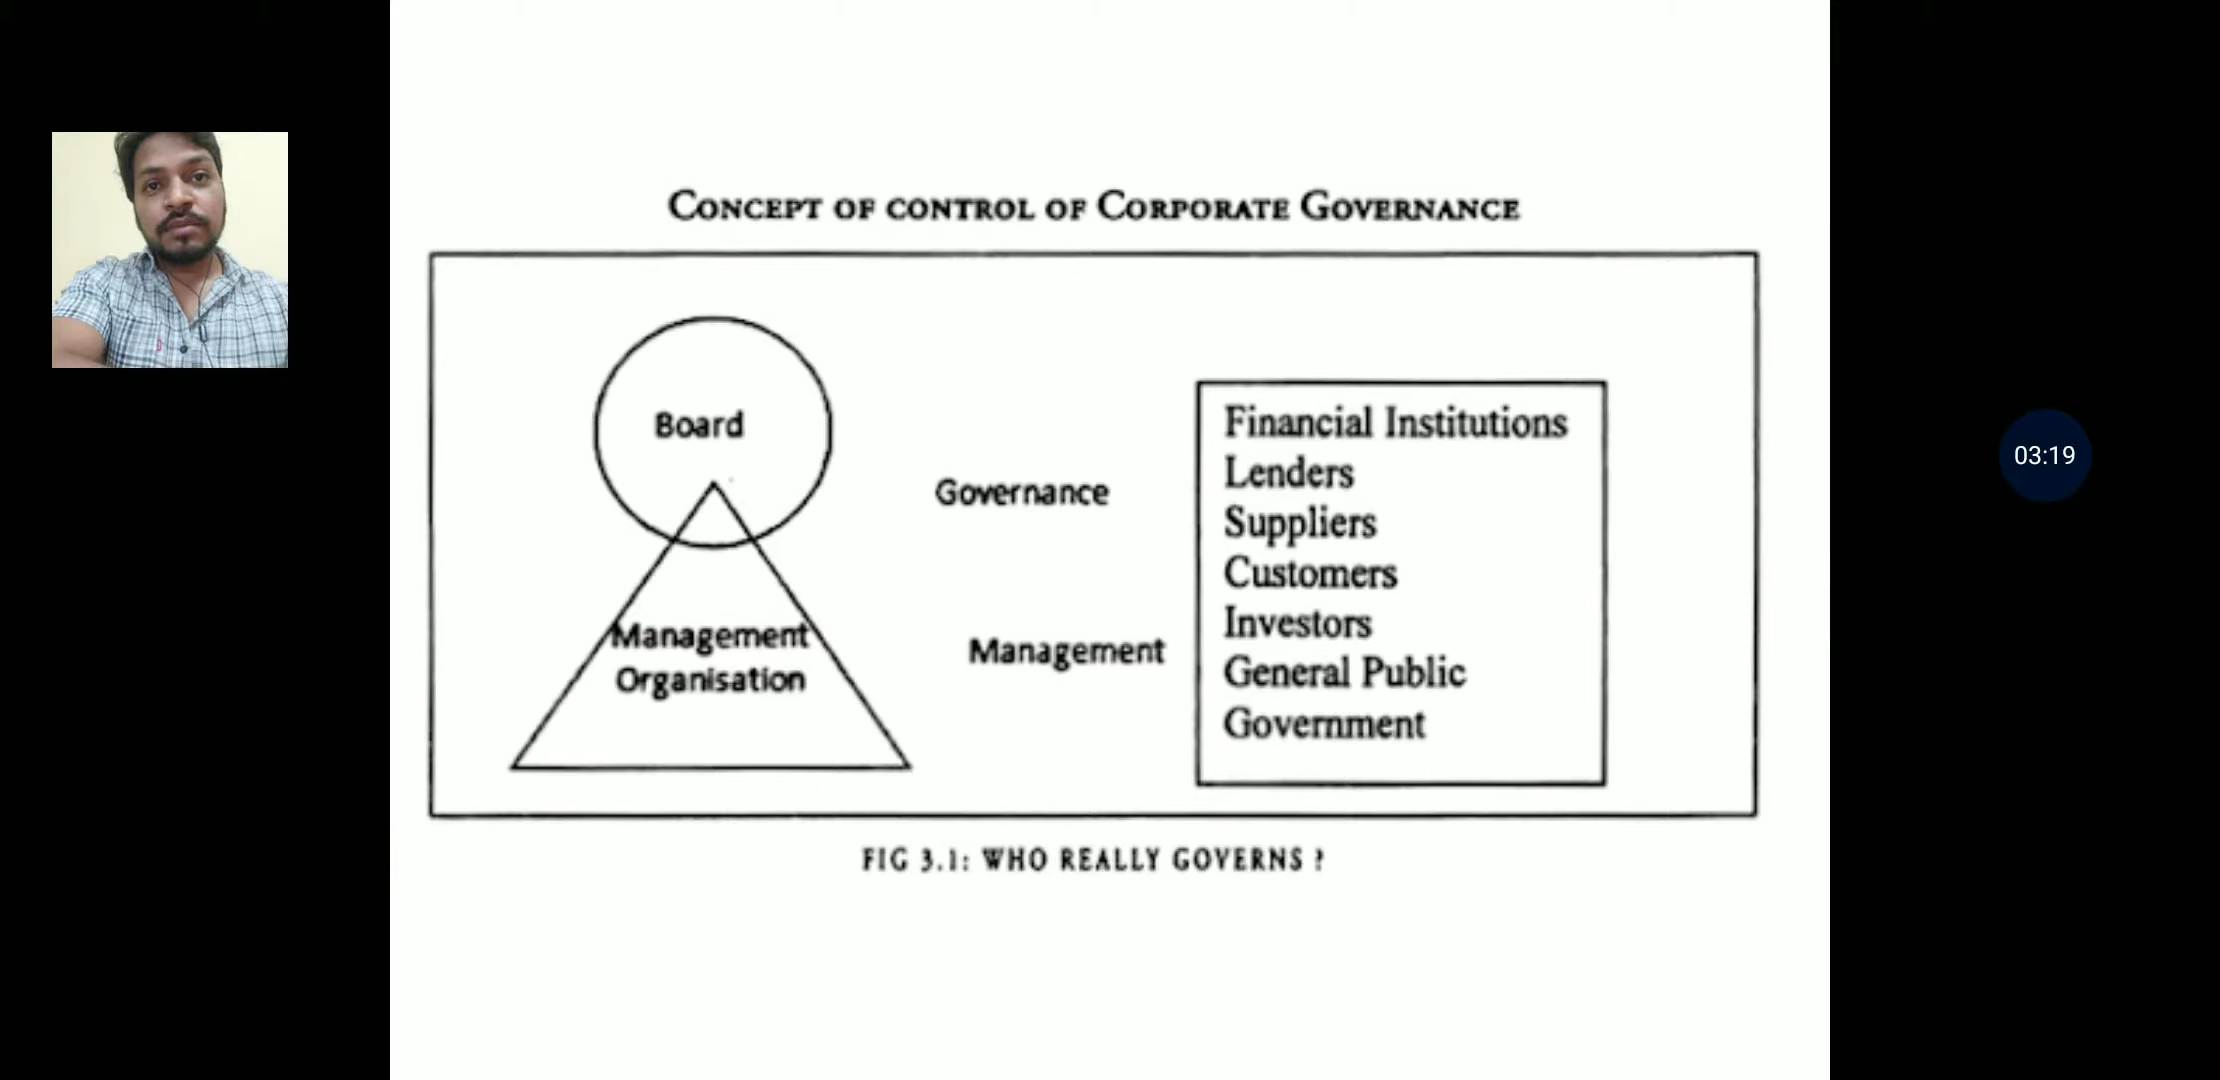 CONCEPT OF CONTROL OF CORPORATE GOVERNANCE
Board
Governance
Management
Organisation
Management
Financial Institutions
Lenders
Suppliers
Customers
Investors
General Public
Government
FIG 3.1: WHO REALLY GOVERNS ?
03:19